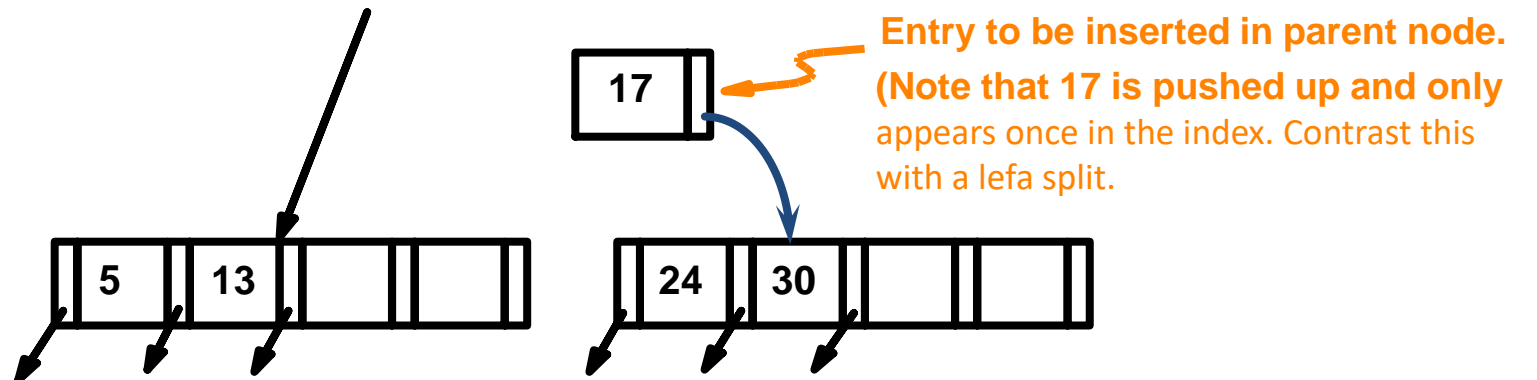 Entry to be inserted in parent node.
17
(Note that 17 is pushed up and only
appears once in the index. Contrast this
with a lefa split.
5 13
24 30